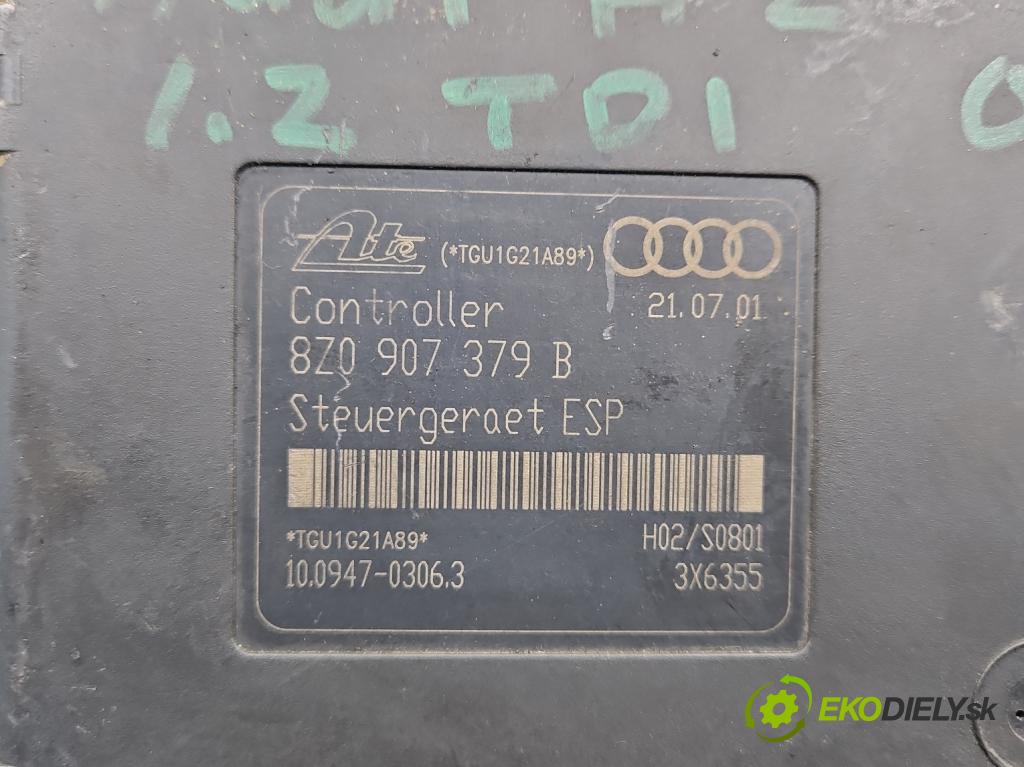 1.2 TDI
Ate (*TGU1G21A89*)
Controller 21.07.01
8Z0 907 379 B
Steuergeraet ESP
*TGU1G21A89* H02/S0801
10.0947-0306.3 3X6355
EKODIELY.sk